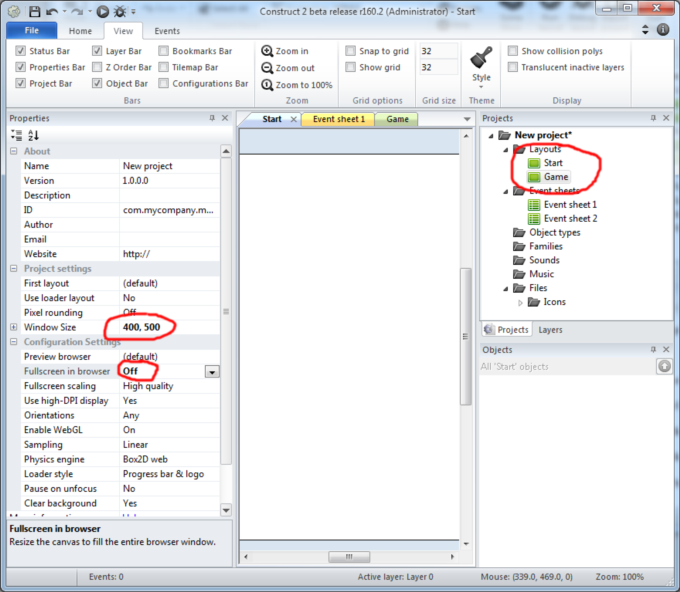 Construct 2 beta release r160.2 (Administrator) - Start
File Home View Events
Status Bar Layer Bar Bookmarks Bar Zoom in Snap to grid 32 Show collision polys
Properties Bar Z Order Bar Tilemap Bar Zoom out Show grid 32 Style Translucent inactive layers
Project Bar Object Bar Configurations Bar Zoom to 100%
Bars Zoom Grid options Grid size Theme Display
Properties Start Event sheet 1 Game Projects
About
Name New project
Version 1.0.0.0
Description
ID com.mycompany.m...
Author
Email
Website http://
Project settings
First layout (default)
Use loader layout No
Pixel rounding Off
Window Size 400, 500
Configuration Settings
Preview browser (default)
Fullscreen in browser Off
Fullscreen scaling High quality
Use high-DPI display Yes
Orientations Any
Enable WebGL On
Sampling Linear
Physics engine Box2D web
Loader style Progress bar & logo
Pause on unfocus No
Clear background Yes
Fullscreen in browser
Resize the canvas to fill the entire browser window.
New project*
Layouts
Start
Game
Event sheets
Event sheet 1
Event sheet 2
Object types
Families
Sounds
Music
Files
Icons
Projects Layers
Objects
All 'Start' objects
Events: 0 Active layer: Layer 0 Mouse: (339.0, 469.0, 0) Zoom: 100%